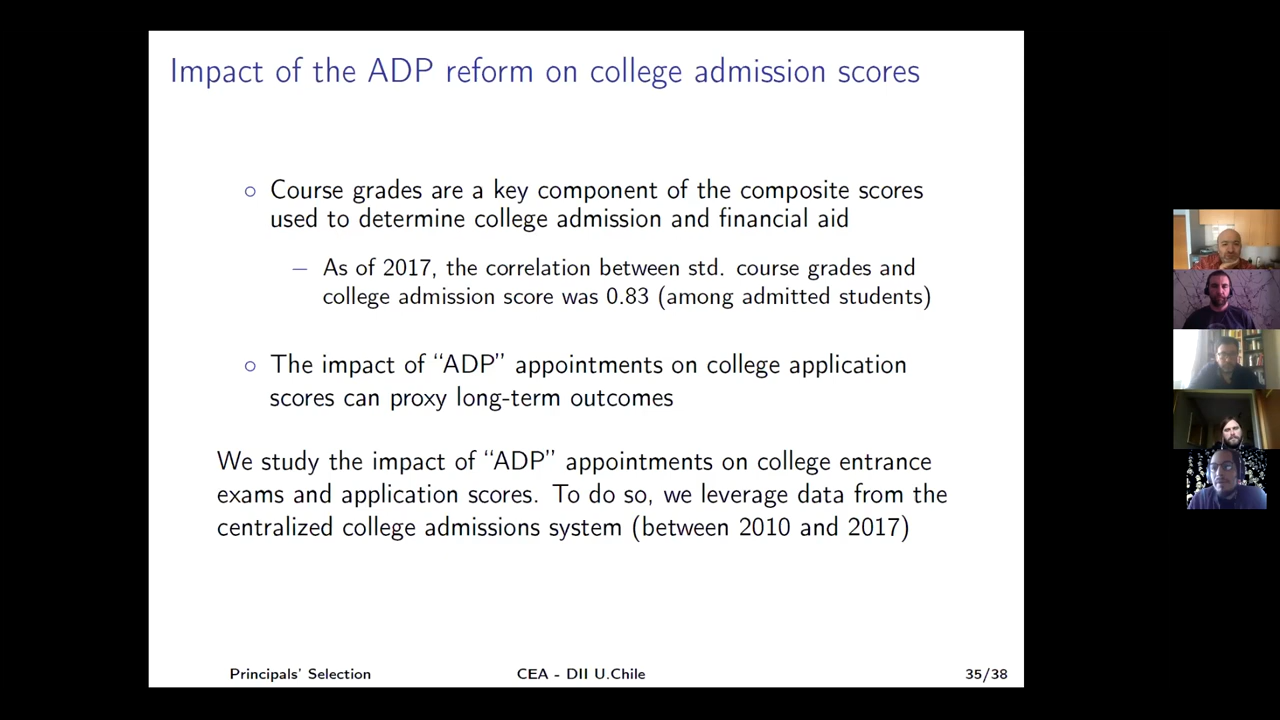 Impact of the ADP reform on college admission scores
○ Course grades are a key component of the composite scores
used to determine college admission and financial aid
– As of 2017, the correlation between std. course grades and
college admission score was 0.83 (among admitted students)
○ The impact of “ADP” appointments on college application
scores can proxy long-term outcomes
We study the impact of “ADP” appointments on college entrance
exams and application scores. To do so, we leverage data from the
centralized college admissions system (between 2010 and 2017)
Principals’ Selection CEA - DII U.Chile 35/38